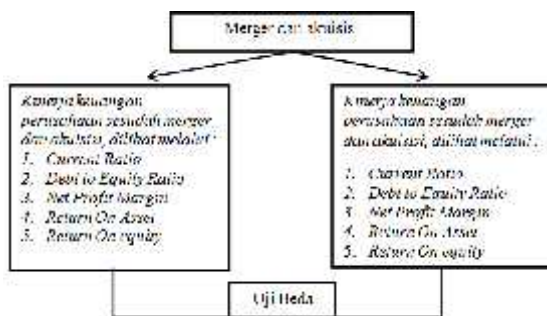 Merger dan akuisis
Kinerja keuangan
perusahaan sesudah merger
dan akuisisi, dilihat melalui :
1. Current Ratio
2. Debt to Equity Ratio
3. Net Profit Margin
4. Return On Asset
5. Return On equity
Kinerja keuangan
perusahaan sesudah merger
dan akuisisi, dilihat melalui :
1. Current Ratio
2. Debt to Equity Ratio
3. Net Profit Margin
4. Return On Asset
5. Return On equity
Uji Beda